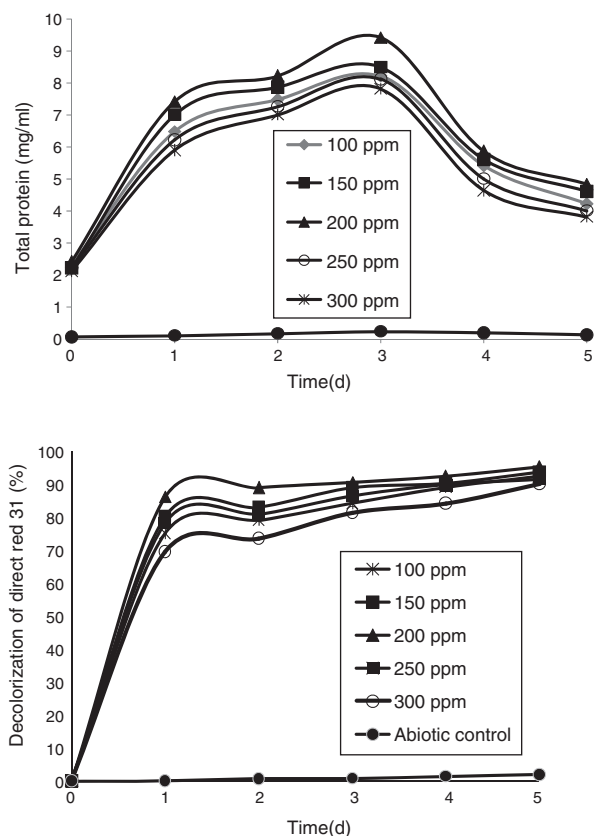 10
9
8
7
6
5
4
3
2
1
0
Total protein (mg/ml)
100 ppm
150 ppm
200 ppm
250 ppm
300 ppm
0 1 2 3 4 5
Time(d)
100
90
80
70
60
50
40
30
20
10
0
Decolorization of direct red 31 (%)
100 ppm
150 ppm
200 ppm
250 ppm
300 ppm
Abiotic control
0 1 2 3 4 5
Time(d)